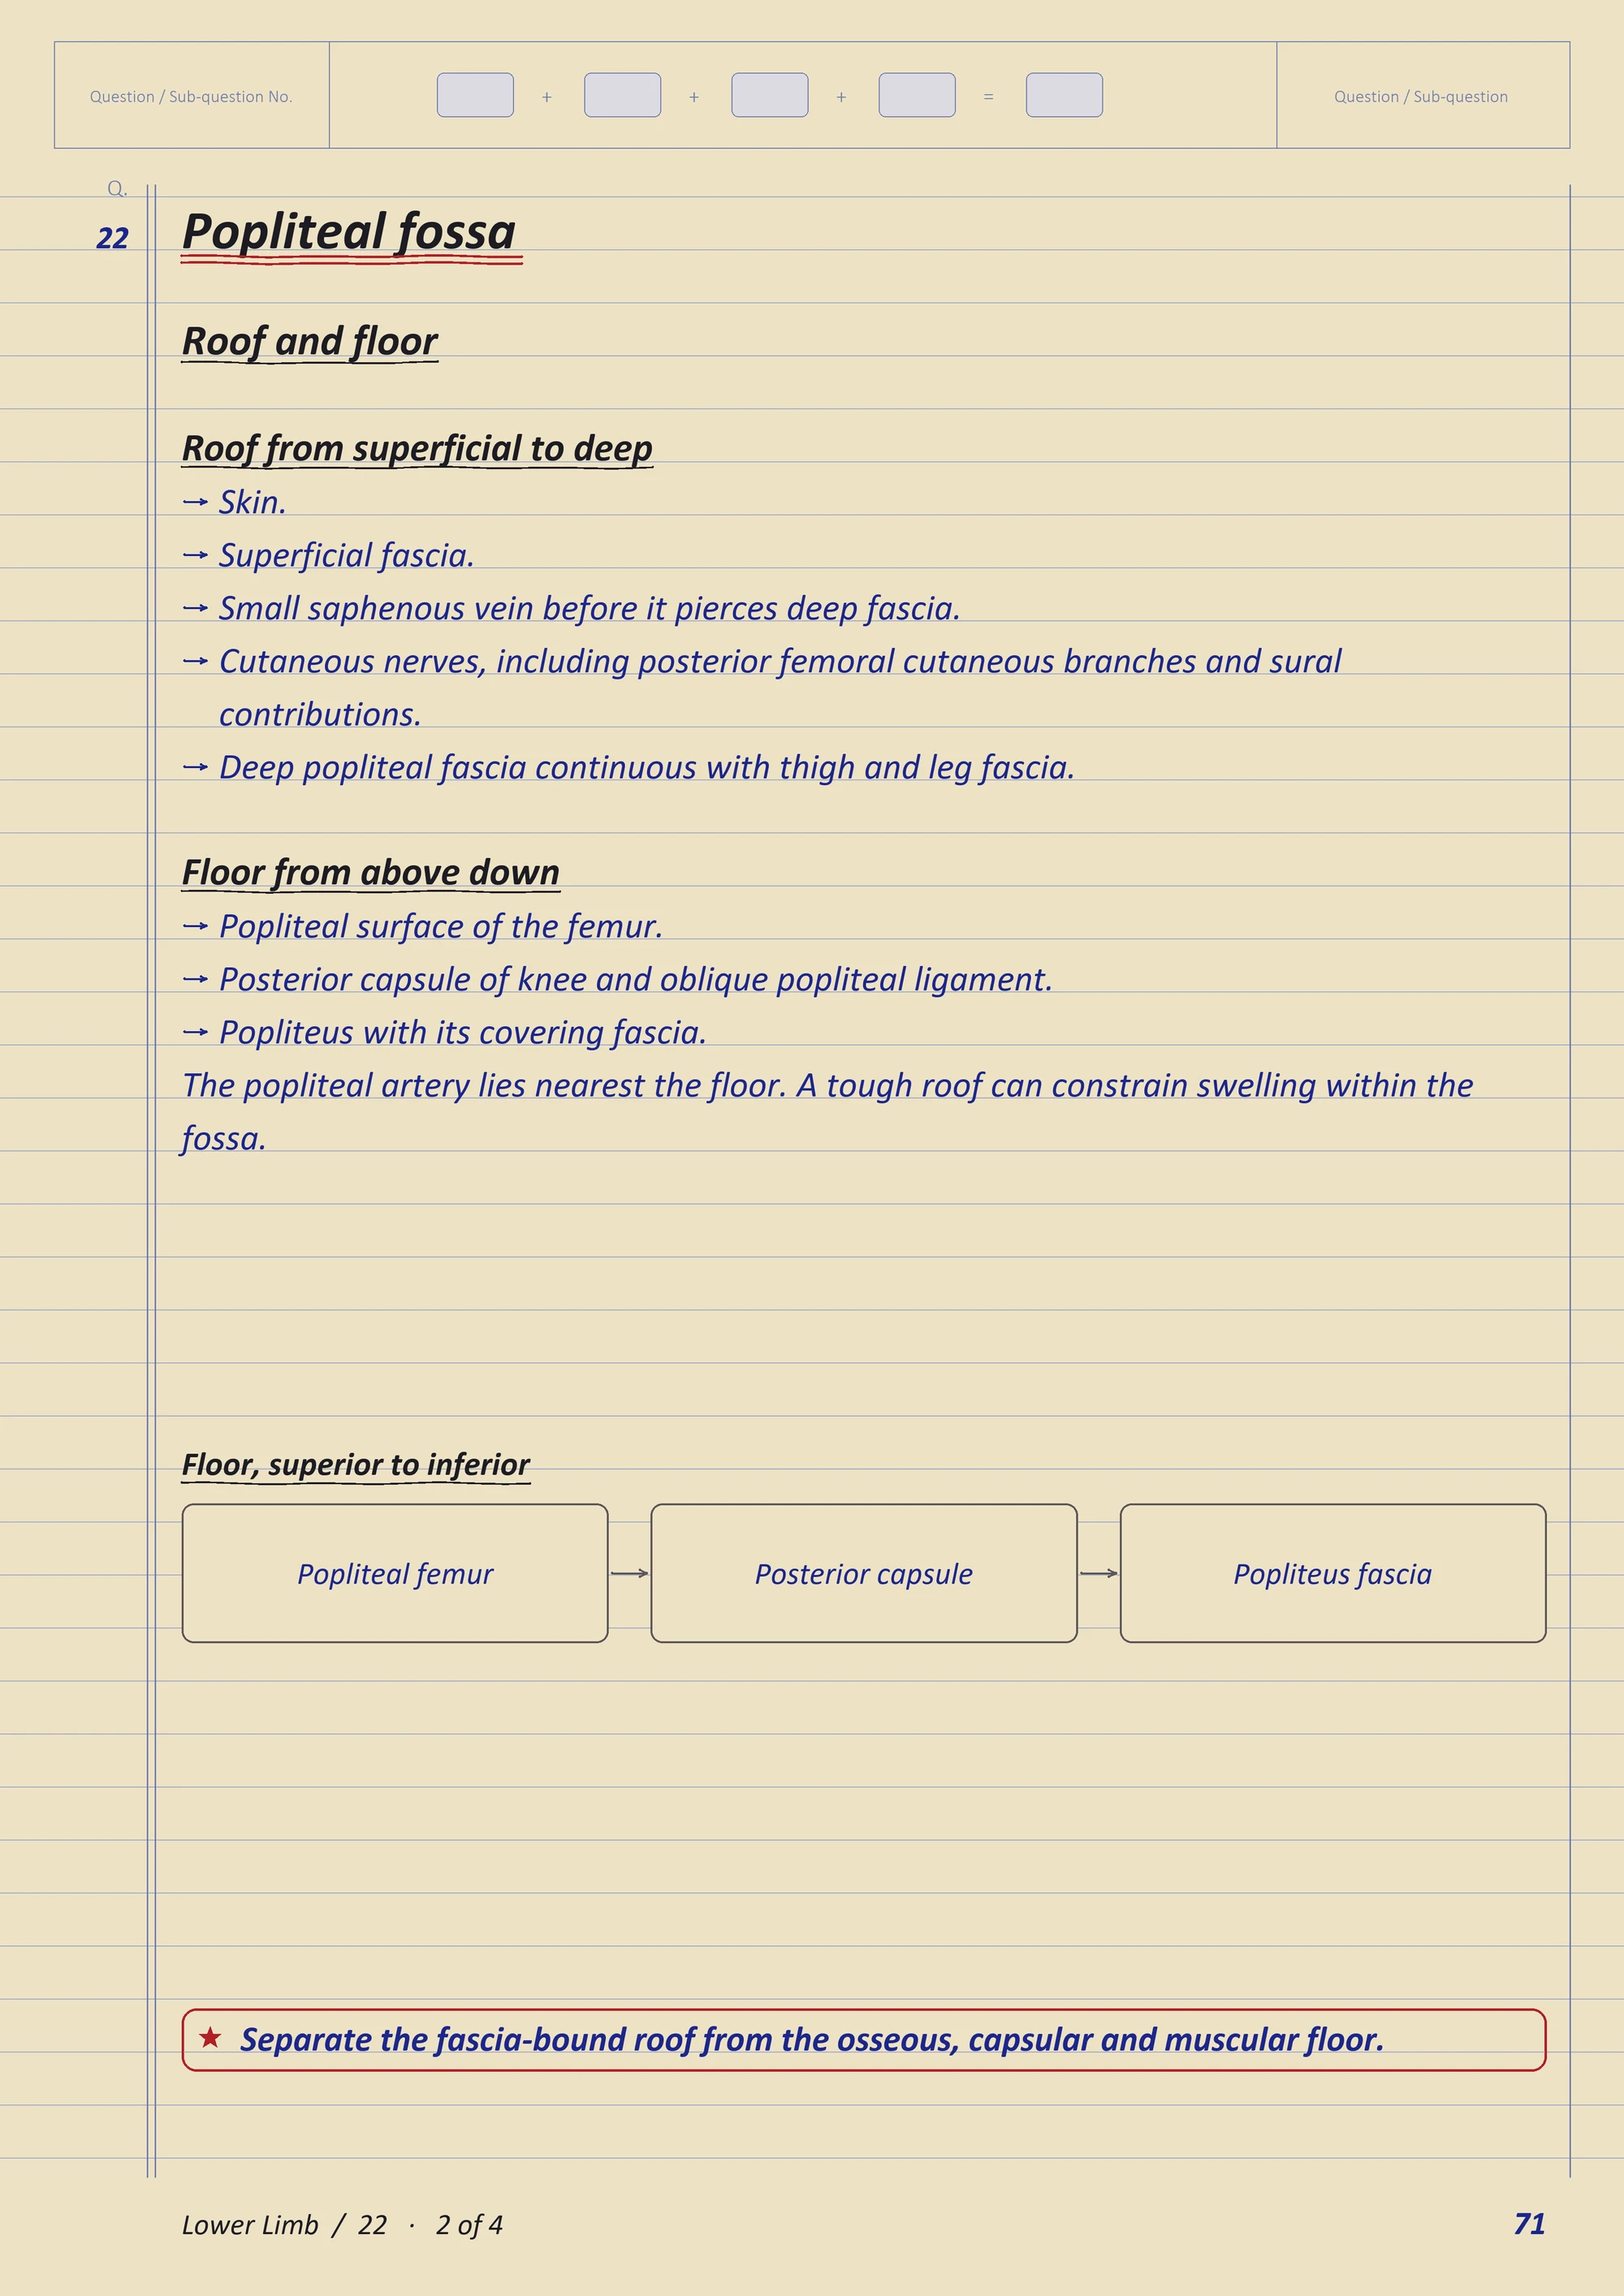 Question / Sub-question No.
+ + + =
Question / Sub-question
Q.
22
Popliteal fossa
Roof and floor
Roof from superficial to deep
→ Skin.
→ Superficial fascia.
→ Small saphenous vein before it pierces deep fascia.
→ Cutaneous nerves, including posterior femoral cutaneous branches and sural
contributions.
→ Deep popliteal fascia continuous with thigh and leg fascia.
Floor from above down
→ Popliteal surface of the femur.
→ Posterior capsule of knee and oblique popliteal ligament.
→ Popliteus with its covering fascia.
The popliteal artery lies nearest the floor. A tough roof can constrain swelling within the
fossa.
Floor, superior to inferior
Popliteal femur → Posterior capsule → Popliteus fascia
★ Separate the fascia-bound roof from the osseous, capsular and muscular floor.
Lower Limb / 22 · 2 of 4
71